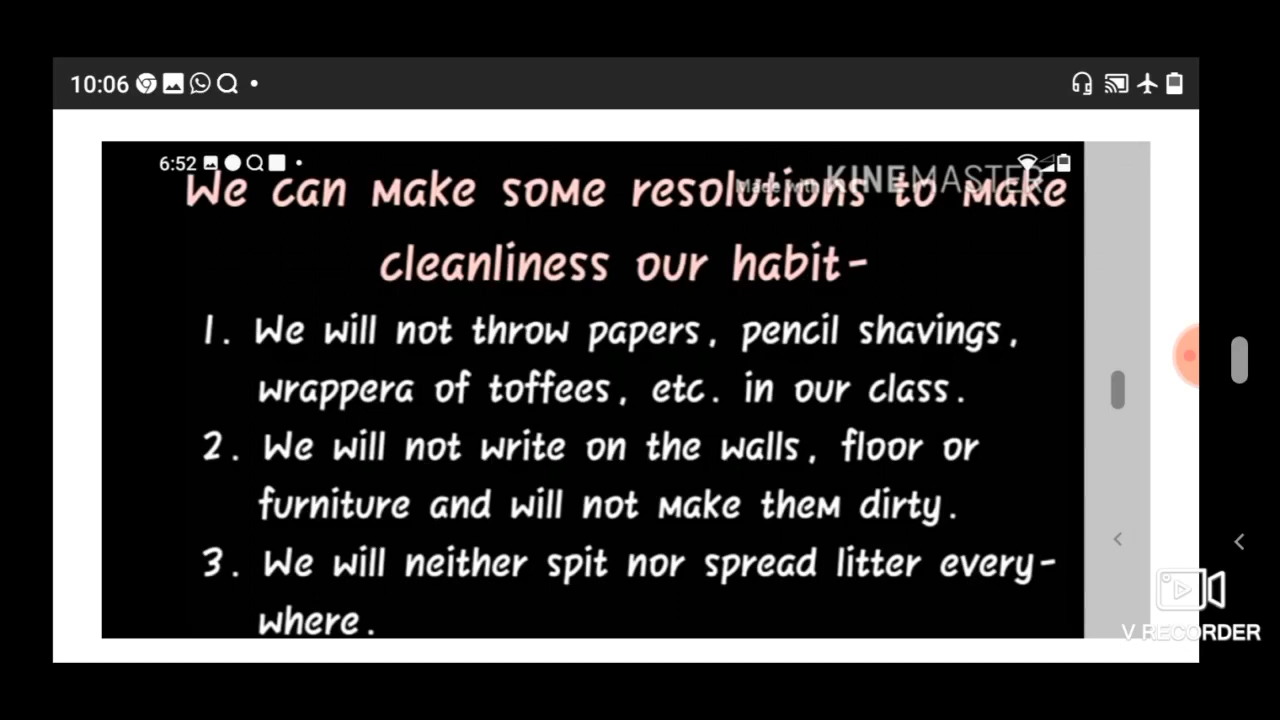 10:06
6:52
Made with KINEMASTER
We can make some resolutions to make
cleanliness our habit-
1. We will not throw papers, pencil shavings,
wrappera of toffees, etc. in our class.
2. We will not write on the walls, floor or
furniture and will not make them dirty.
3. We will neither spit nor spread litter every-
where.
V RECORDER